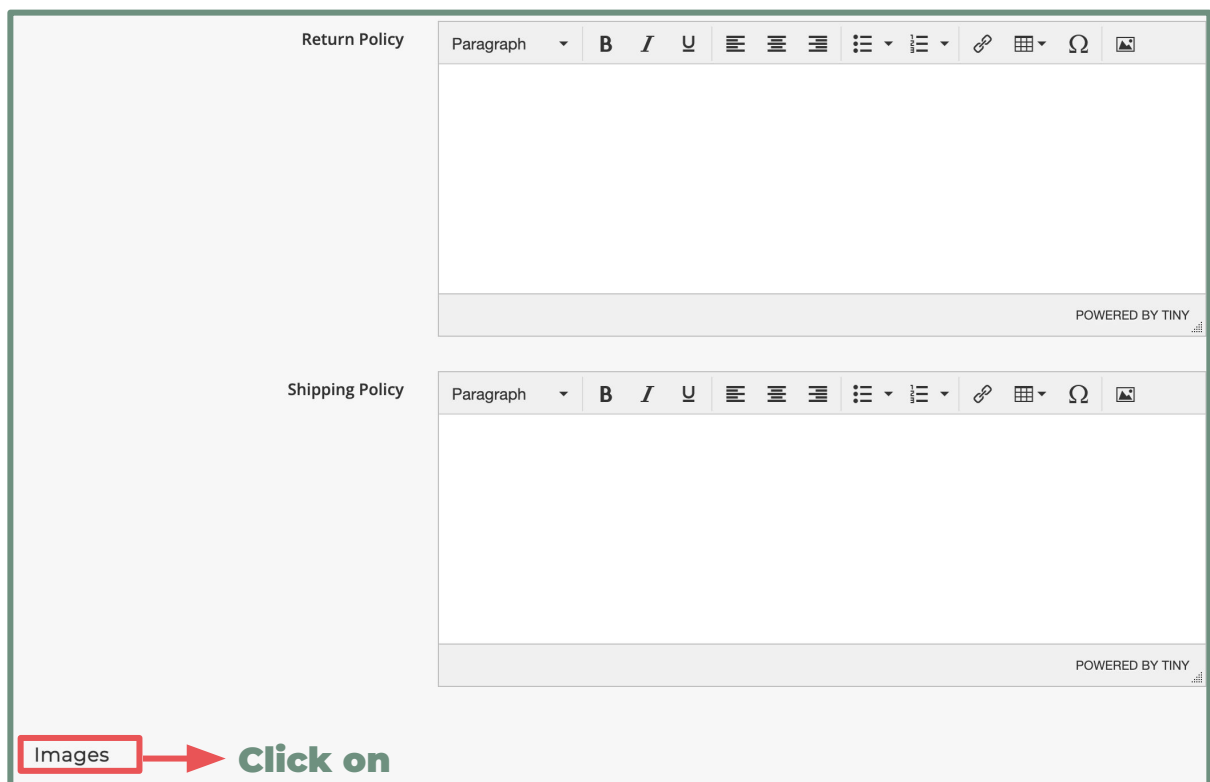 Return Policy
Paragraph B I U Ω
POWERED BY TINY
Shipping Policy
Paragraph B I U Ω
POWERED BY TINY
Images Click on